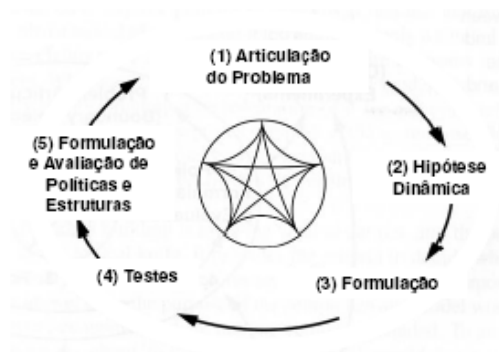 (1) Articulação
do Problema
(2) Hipótese
Dinâmica
(3) Formulação
(4) Testes
(5) Formulação
e Avaliação de
Políticas e
Estruturas